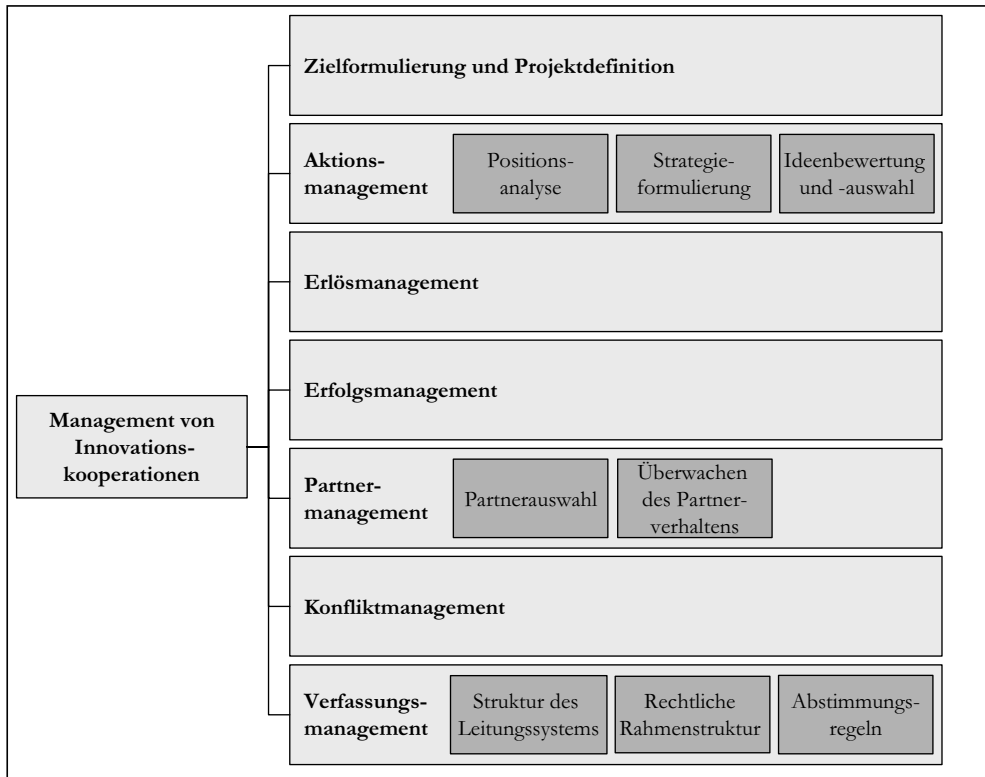 Zielformulierung und Projektdefinition
Aktions-
management
Positions-
analyse
Strategie-
formulierung
Ideenbewertung
und -auswahl
Erlösmanagement
Erfolgsmanagement
Management von
Innovations-
kooperationen
Partner-
management
Partnerauswahl
Überwachen
des Partner-
verhaltens
Konfliktmanagement
Verfassungs-
management
Struktur des
Leitungssystems
Rechtliche
Rahmenstruktur
Abstimmungs-
regeln